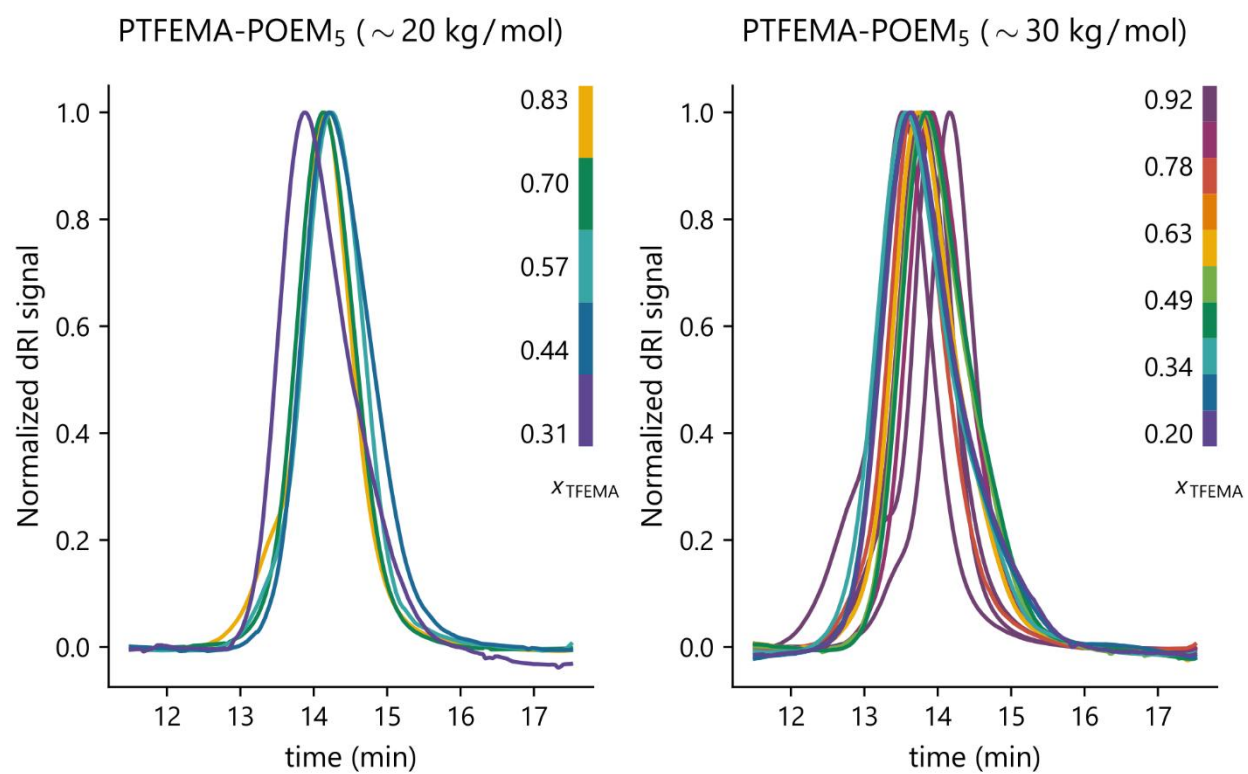 PTFEMA-POEM₅ (∼20 kg/mol)
Normalized dRI signal
1.0
0.8
0.6
0.4
0.2
0.0
12 13 14 15 16 17
time (min)
0.83
0.70
0.57
0.44
0.31
xTFEMA
PTFEMA-POEM₅ (∼30 kg/mol)
Normalized dRI signal
1.0
0.8
0.6
0.4
0.2
0.0
12 13 14 15 16 17
time (min)
0.92
0.78
0.63
0.49
0.34
0.20
xTFEMA